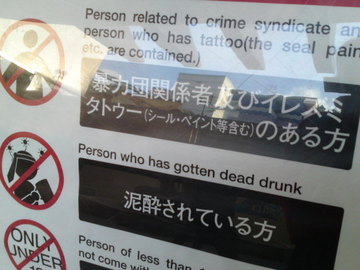 Person related to crime syndicate an
person who has tattoo(the seal pain
etc. are contained.)
暴力団関係者及びイレズミ
タトゥー(シール・ペイント等含む)のある方
Person who has gotten dead drunk
泥酔されている方
ONLY
UNDER
Person of less than
not come with